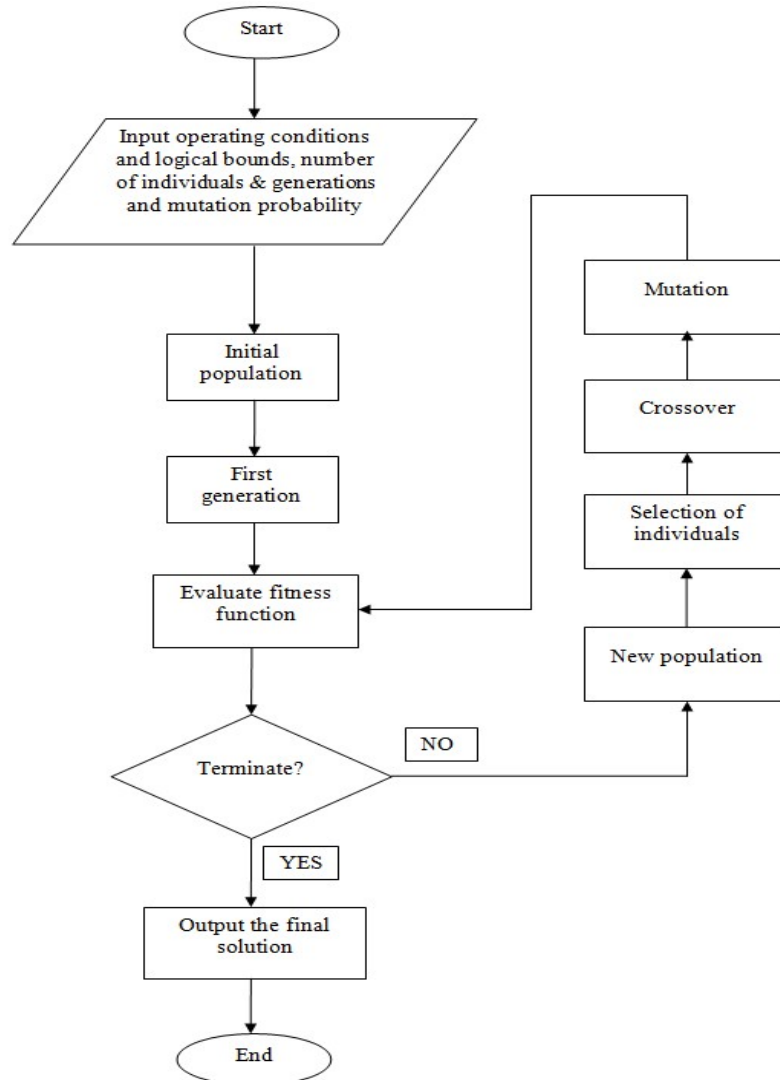 Start
Input operating conditions
and logical bounds, number
of individuals & generations
and mutation probability
Initial
population
First
generation
Evaluate fitness
function
Terminate?
NO
YES
Output the final
solution
End
Mutation
Crossover
Selection of
individuals
New population